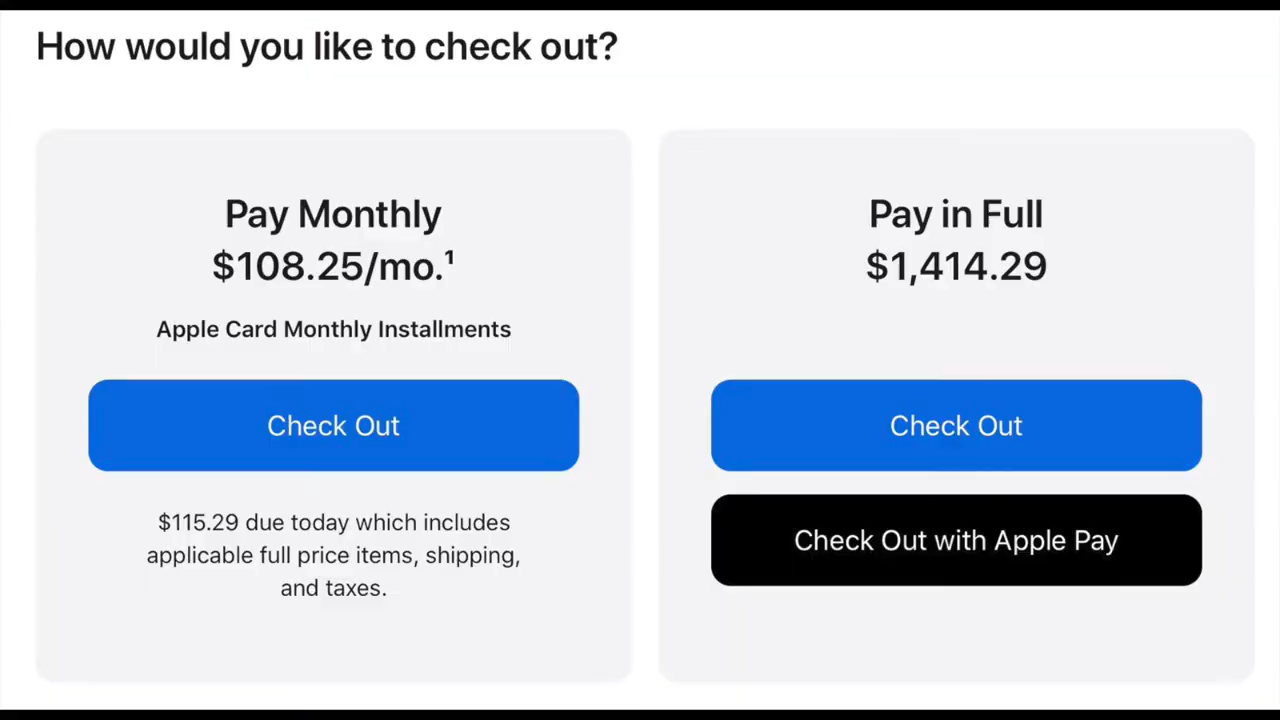 How would you like to check out?
Pay Monthly
$108.25/mo.¹
Apple Card Monthly Installments
Check Out
$115.29 due today which includes
applicable full price items, shipping,
and taxes.
Pay in Full
$1,414.29
Check Out
Check Out with Apple Pay